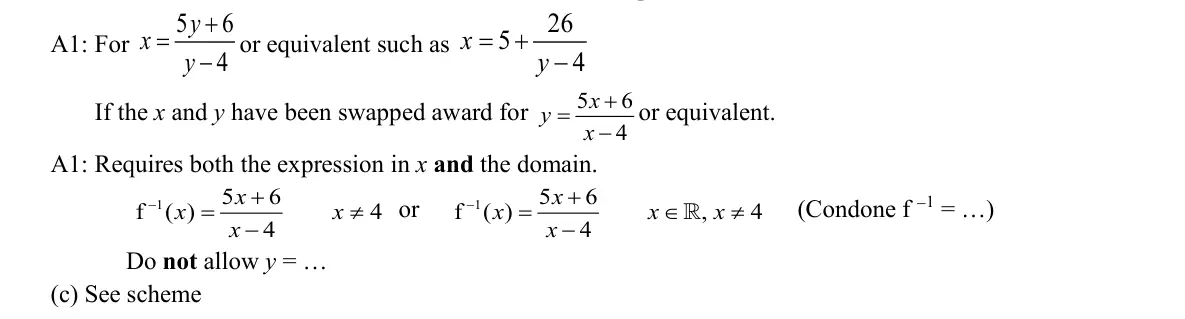 A1: For x = (5y+6)/(y−4) or equivalent such as x = 5 + 26/(y−4)
If the x and y have been swapped award for y = (5x+6)/(x−4) or equivalent.
A1: Requires both the expression in x and the domain.
f⁻¹(x) = (5x+6)/(x−4) x ≠ 4 or f⁻¹(x) = (5x+6)/(x−4) x ∈ ℝ, x ≠ 4 (Condone f⁻¹ = …)
Do not allow y = …
(c) See scheme